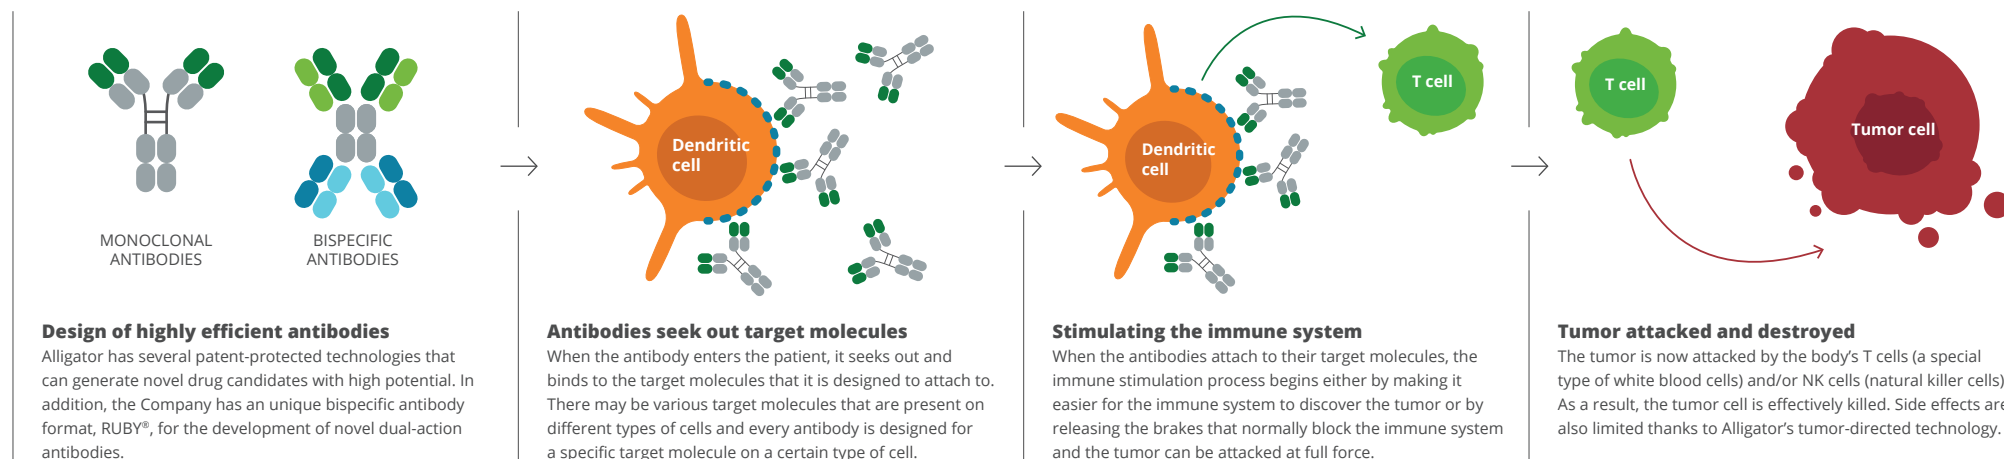 MONOCLONAL
ANTIBODIES
BISPECIFIC
ANTIBODIES
Design of highly efficient antibodies
Alligator has several patent-protected technologies that
can generate novel drug candidates with high potential. In
addition, the Company has an unique bispecific antibody
format, RUBY®, for the development of novel dual-action
antibodies.
Dendritic
cell
Antibodies seek out target molecules
When the antibody enters the patient, it seeks out and
binds to the target molecules that it is designed to attach to.
There may be various target molecules that are present on
different types of cells and every antibody is designed for
a specific target molecule on a certain type of cell.
Dendritic
cell
T cell
Stimulating the immune system
When the antibodies attach to their target molecules, the
immune stimulation process begins either by making it
easier for the immune system to discover the tumor or by
releasing the brakes that normally block the immune system
and the tumor can be attacked at full force.
T cell
Tumor cell
Tumor attacked and destroyed
The tumor is now attacked by the body's T cells (a special
type of white blood cells) and/or NK cells (natural killer cells)
As a result, the tumor cell is effectively killed. Side effects are
also limited thanks to Alligator's tumor-directed technology.